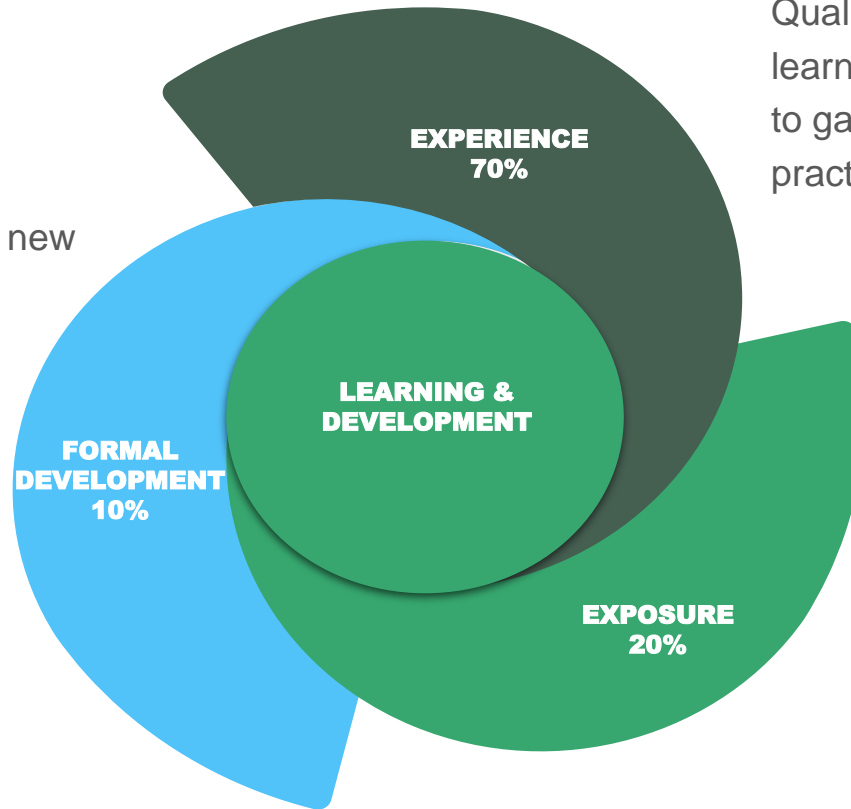 Qual
learn
to ga
pract
EXPERIENCE
70%
new
LEARNING &
DEVELOPMENT
FORMAL
DEVELOPMENT
10%
EXPOSURE
20%